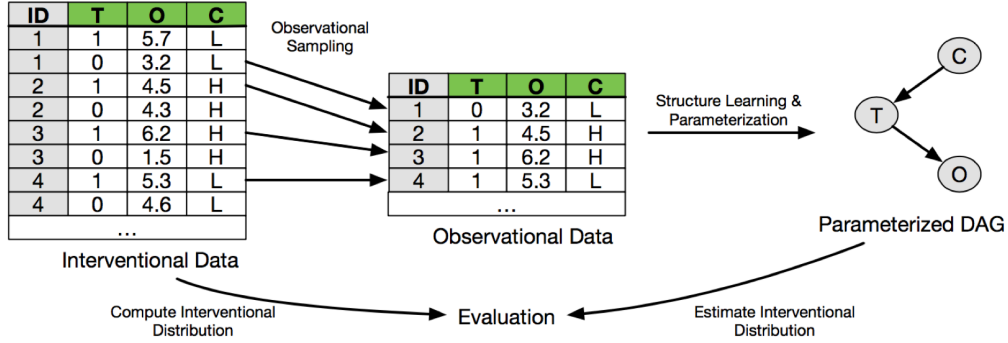 ID T O C
1 1 5.7 L
1 0 3.2 L
2 1 4.5 H
2 0 4.3 H
3 1 6.2 H
3 0 1.5 H
4 1 5.3 L
4 0 4.6 L
...
Interventional Data
Observational
Sampling
ID T O C
1 0 3.2 L
2 1 4.5 H
3 1 6.2 H
4 1 5.3 L
...
Observational Data
Structure Learning &
Parameterization
C
T
O
Parameterized DAG
Compute Interventional
Distribution
Evaluation
Estimate Interventional
Distribution